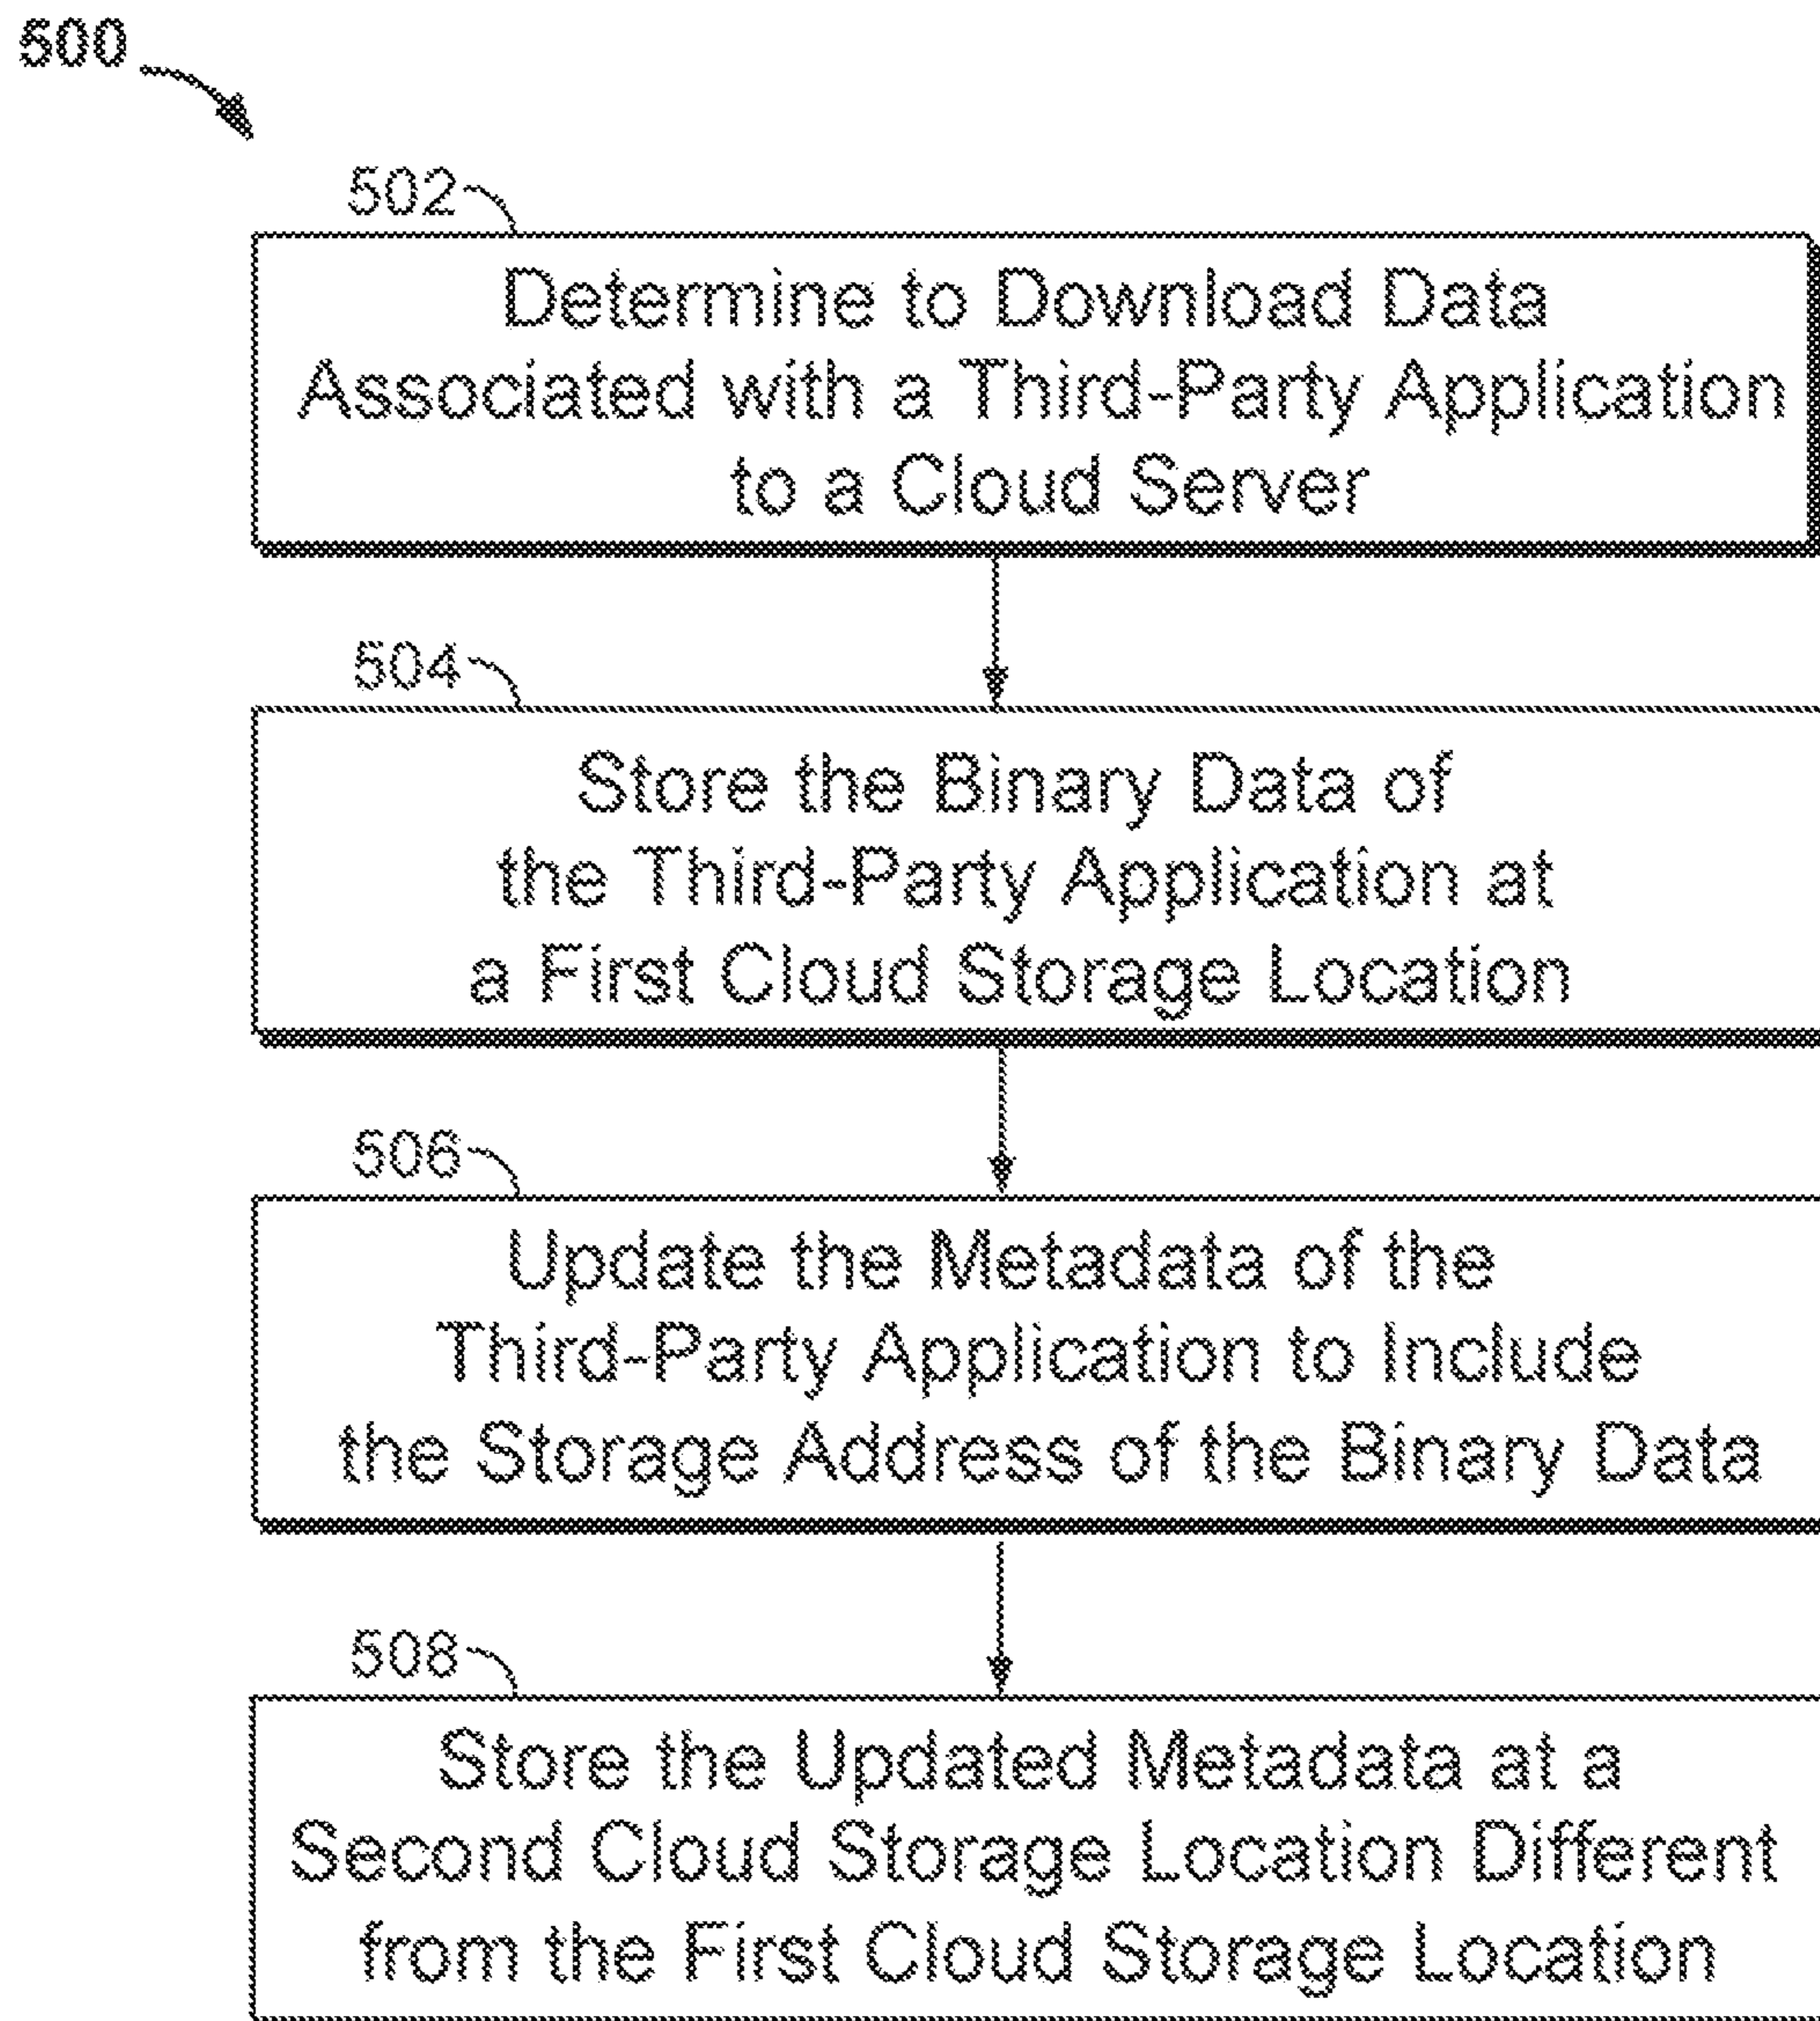 500
502
Determine to Download Data
Associated with a Third-Party Application
to a Cloud Server
504
Store the Binary Data of
the Third-Party Application at
a First Cloud Storage Location
506
Update the Metadata of the
Third-Party Application to Include
the Storage Address of the Binary Data
508
Store the Updated Metadata at a
Second Cloud Storage Location Different
from the First Cloud Storage Location